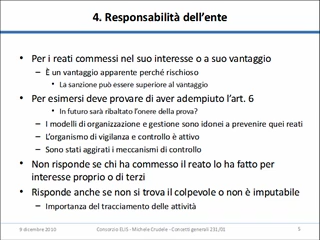 4. Responsabilità dell'ente
• Per i reati commessi nel suo interesse o a suo vantaggio
– È un vantaggio apparente perché rischioso
• La sanzione può essere superiore al vantaggio
• Per esimersi deve provare di aver adempiuto l'art. 6
• In futuro sarà ribaltato l'onere della prova?
– I modelli di organizzazione e gestione sono idonei a prevenire quei reati
– L'organismo di vigilanza e controllo è attivo
– Sono stati aggirati i meccanismi di controllo
• Non risponde se chi ha commesso il reato lo ha fatto per
interesse proprio o di terzi
• Risponde anche se non si trova il colpevole o non è imputabile
– Importanza del tracciamento delle attività
9 dicembre 2010
Consorzio ELIS - Michele Crudele - Concetti generali 231/01
5